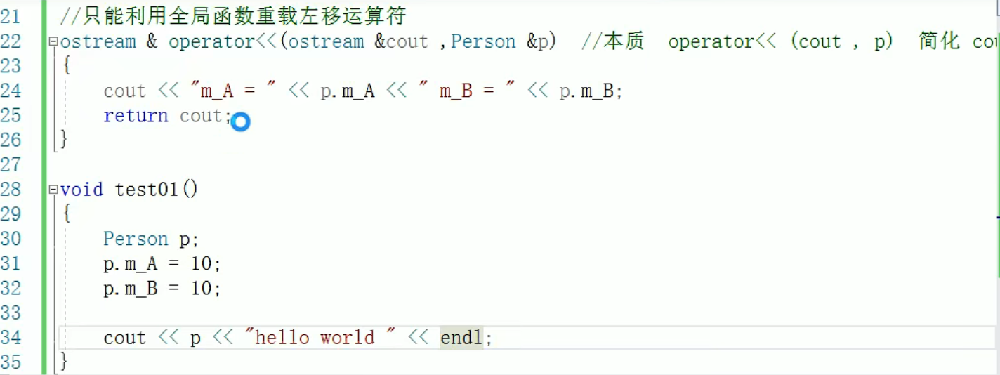 21 //只能利用全局函数重载左移运算符
22 ostream & operator<<(ostream &cout ,Person &p) //本质 operator<< (cout , p) 简化
23 {
24 cout << "m_A = " << p.m_A << " m_B = " << p.m_B;
25 return cout;
26 }
27
28 void test01()
29 {
30 Person p;
31 p.m_A = 10;
32 p.m_B = 10;
33
34 cout << p << "hello world " << endl;
35 }